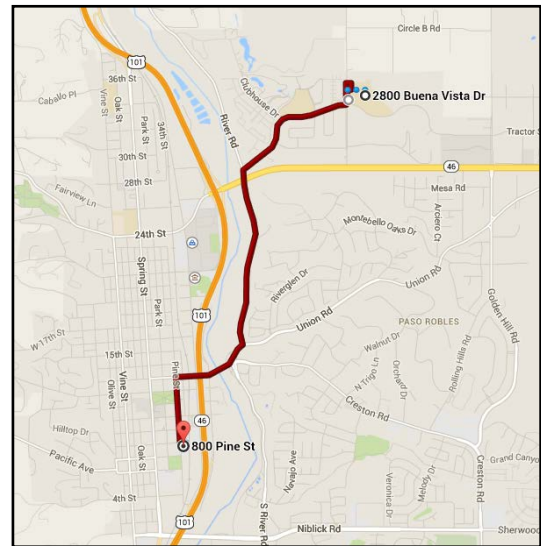 Circle B Rd
101
36th St
Vine St
Oak St
Park St
34th St
Caballo Pl
Clubhouse Dr
River Rd
2800 Buena Vista Dr
Tractor S
30th St
28th St
46
Mesa Rd
Fairview Ln
24th St
Montebello Oaks Dr
Arciero Ct
Spring St
Park St
Riverglen Dr
Union Rd
Golden Hill Rd
101
W 17th St
15th St
Union Rd
PASO ROBLES
Walnut Dr
Rolling Hills Rd
Vine St
Olive St
Pine St
N Trigo Ln
Orchard Dr
Creston Rd
46
Hilltop Dr
Oak St
800 Pine St
Pacific Ave
Navajo Ave
Grand Canyo
Melody Dr
Veronica Dr
Creston Rd
4th St
S River Rd
101
Niblick Rd
Sherwoo